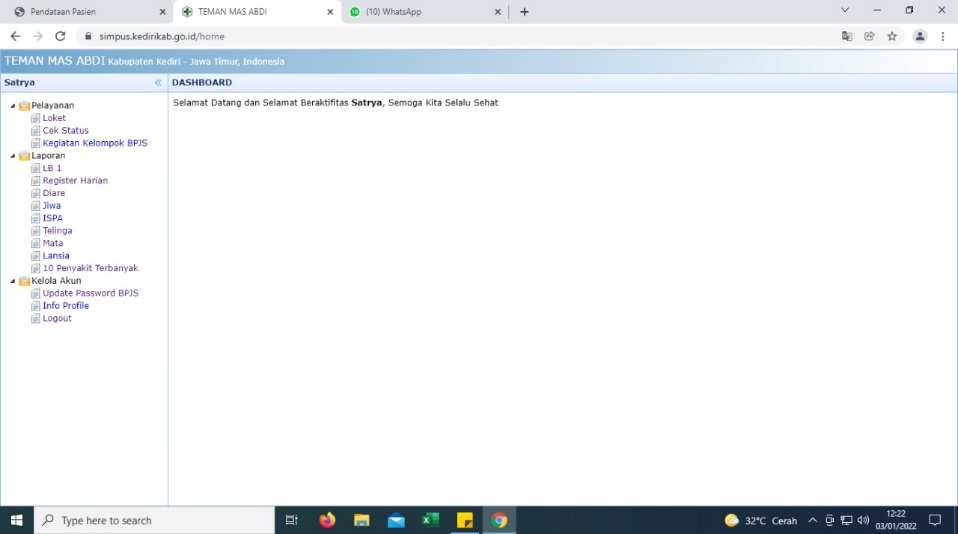 Pendataan Pasien
TEMAN MAS ABDI
(10) WhatsApp
simpus.kedirikab.go.id/home
TEMAN MAS ABDI Kabupaten Kediri - Jawa Timur, Indonesia
Satrya
DASHBOARD
Selamat Datang dan Selamat Beraktifitas Satrya, Semoga Kita Selalu Sehat
Pelayanan
Loket
Cek Status
Kegiatan Kelompok BPJS
Laporan
LB 1
Register Harian
Diare
Jiwa
ISPA
Telinga
Mata
Lansia
10 Penyakit Terbanyak
Kelola Akun
Update Password BPJS
Info Profile
Logout
Type here to search
32°C Cerah
12:22
03/01/2022